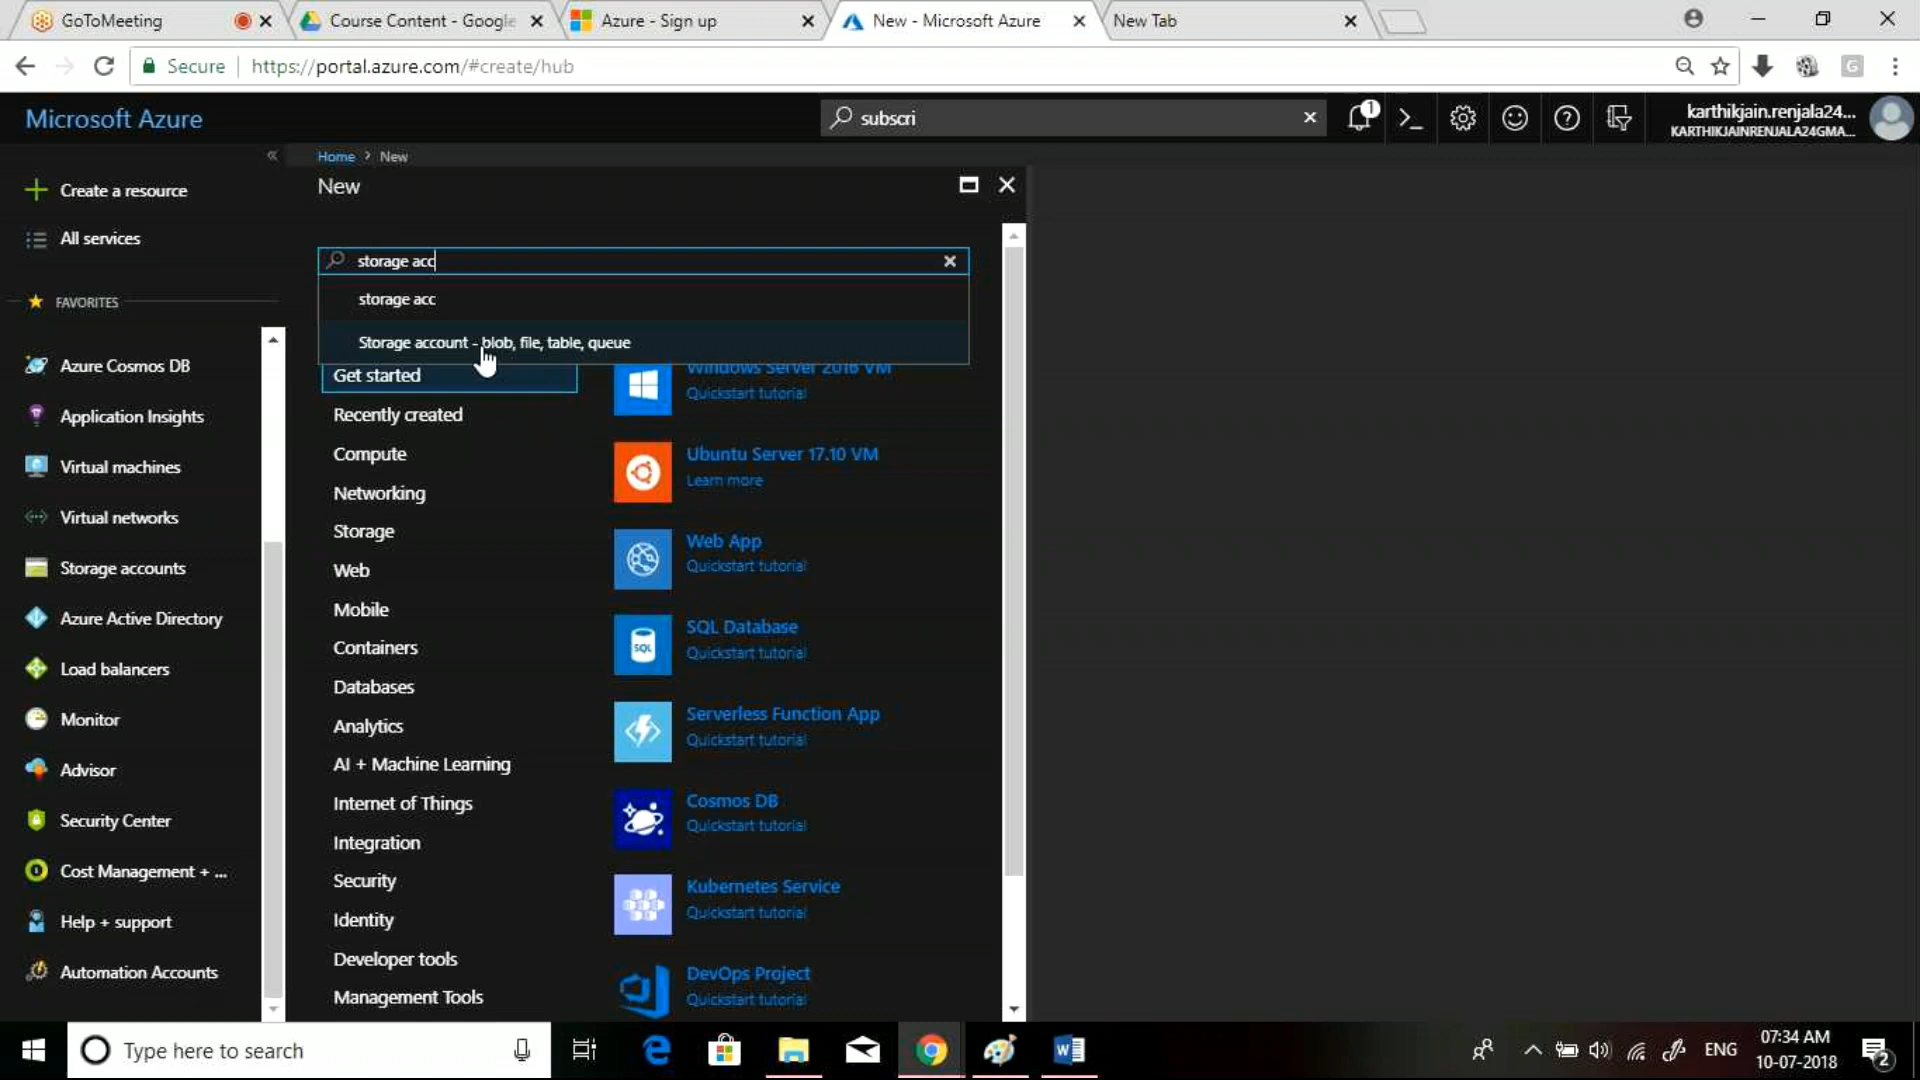 GoToMeeting
Course Content - Google
Azure - Sign up
New - Microsoft Azure
New Tab
Secure
https://portal.azure.com/#create/hub
G
Microsoft Azure
subscri
1
karthikjain.renjala24...
KARTHIKJAINRENJALA24GMA...
Home > New
New
Create a resource
All services
FAVORITES
Azure Cosmos DB
Application Insights
Virtual machines
Virtual networks
Storage accounts
Azure Active Directory
Load balancers
Monitor
Advisor
Security Center
Cost Management + ...
Help + support
Automation Accounts
storage acc
storage acc
Storage account - blob, file, table, queue
Get started
Recently created
Compute
Networking
Storage
Web
Mobile
Containers
Databases
Analytics
AI + Machine Learning
Internet of Things
Integration
Security
Identity
Developer tools
Management Tools
Windows Server 2016 VM
Quickstart tutorial
Ubuntu Server 17.10 VM
Learn more
Web App
Quickstart tutorial
SQL
SQL Database
Quickstart tutorial
Serverless Function App
Quickstart tutorial
Cosmos DB
Quickstart tutorial
Kubernetes Service
Quickstart tutorial
DevOps Project
Quickstart tutorial
Type here to search
ENG
07:34 AM
10-07-2018
2